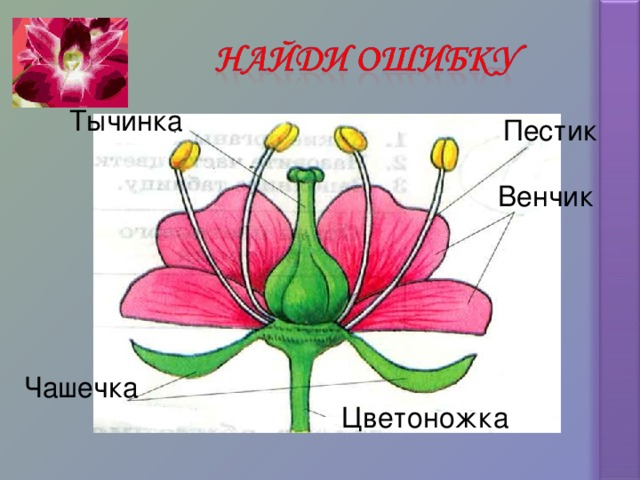 НАЙДИ ОШИБКУ
Тычинка
Пестик
Венчик
Чашечка
Цветоножка